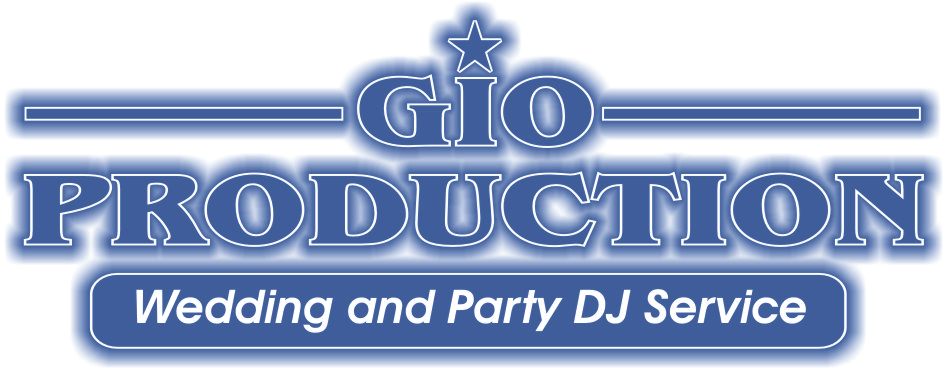 GIO
PRODUCTION
Wedding and Party DJ Service